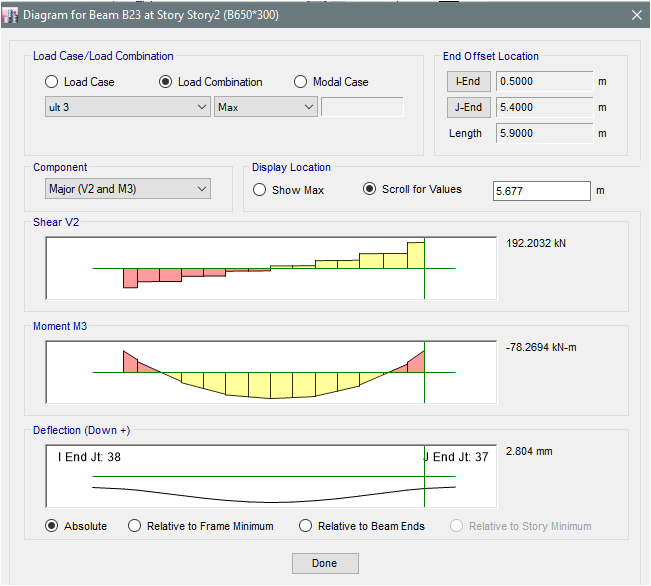 Diagram for Beam B23 at Story Story2 (B650*300)
Load Case/Load Combination
Load Case Load Combination Modal Case
ult 3 Max
End Offset Location
I-End 0.5000 m
J-End 5.4000 m
Length 5.9000 m
Component
Major (V2 and M3)
Display Location
Show Max Scroll for Values 5.677 m
Shear V2
192.2032 kN
Moment M3
-78.2694 kN-m
Deflection (Down +)
I End Jt: 38 J End Jt: 37
2.804 mm
Absolute Relative to Frame Minimum Relative to Beam Ends Relative to Story Minimum
Done